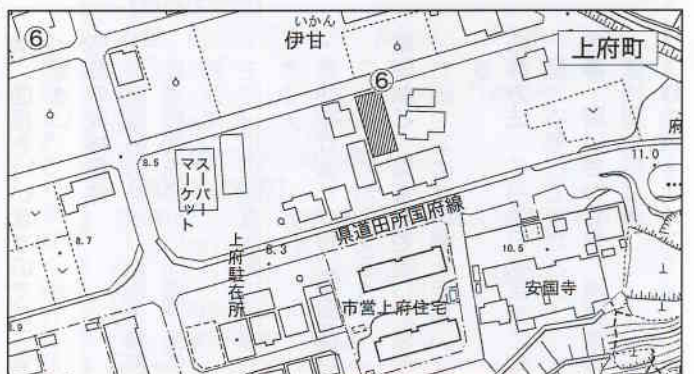 ⑥
いかん
伊甘
上府町
⑥
府
11.0
8.5
スーパー
マーケット
県道田所国府線
8.7
上府駐在所
8.3
10.5
安国寺
市営上府住宅
8.9